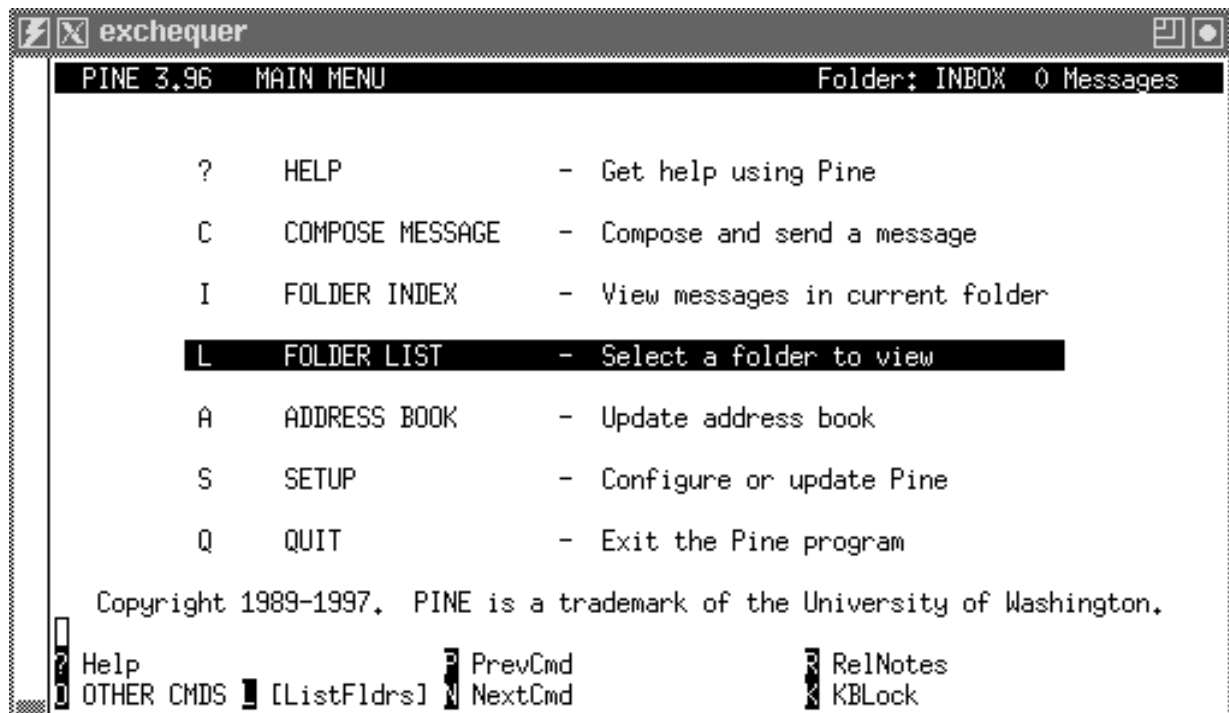 exchequer
PINE 3.96 MAIN MENU Folder: INBOX 0 Messages
? HELP - Get help using Pine
C COMPOSE MESSAGE - Compose and send a message
I FOLDER INDEX - View messages in current folder
L FOLDER LIST - Select a folder to view
A ADDRESS BOOK - Update address book
S SETUP - Configure or update Pine
Q QUIT - Exit the Pine program
Copyright 1989-1997. PINE is a trademark of the University of Washington.
? Help P PrevCmd R RelNotes
O OTHER CMDS L [ListFldrs] N NextCmd K KBLock